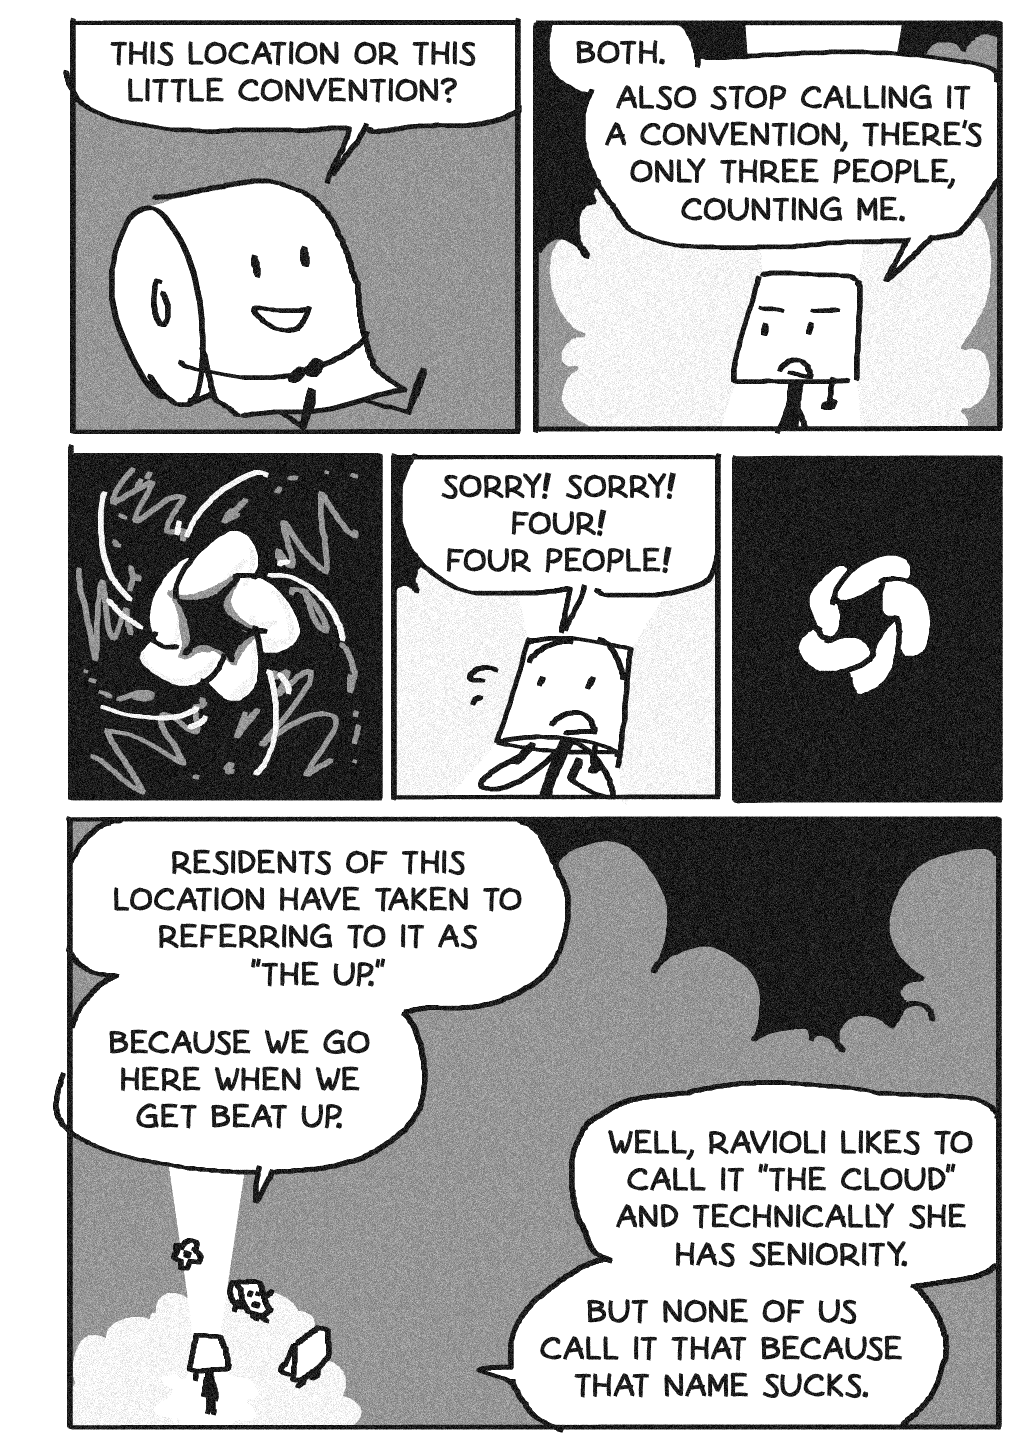 THIS LOCATION OR THIS
LITTLE CONVENTION?
BOTH.
ALSO STOP CALLING IT
A CONVENTION, THERE'S
ONLY THREE PEOPLE,
COUNTING ME.
SORRY! SORRY!
FOUR!
FOUR PEOPLE!
RESIDENTS OF THIS
LOCATION HAVE TAKEN TO
REFERRING TO IT AS
"THE UP."
BECAUSE WE GO
HERE WHEN WE
GET BEAT UP.
WELL, RAVIOLI LIKES TO
CALL IT "THE CLOUD"
AND TECHNICALLY SHE
HAS SENIORITY.
BUT NONE OF US
CALL IT THAT BECAUSE
THAT NAME SUCKS.